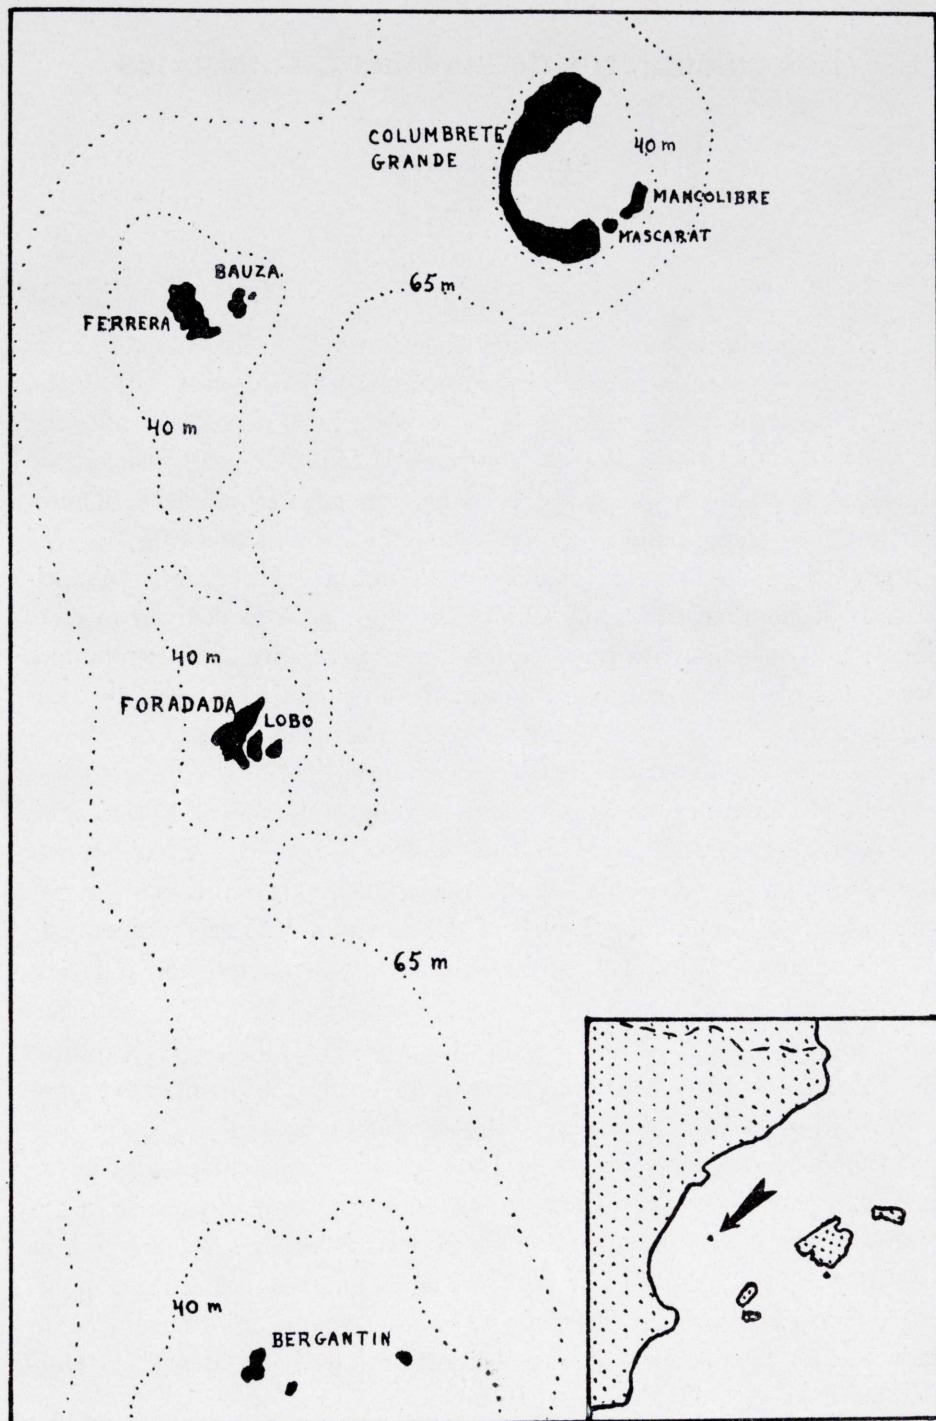 COLUMBRETE
GRANDE
40 m
MANCOLIBRE
MASCARAT
BAUZA.
65 m
FERRERA
40 m
40 m
FORADADA
LOBO
65 m
40 m
BERGANTIN